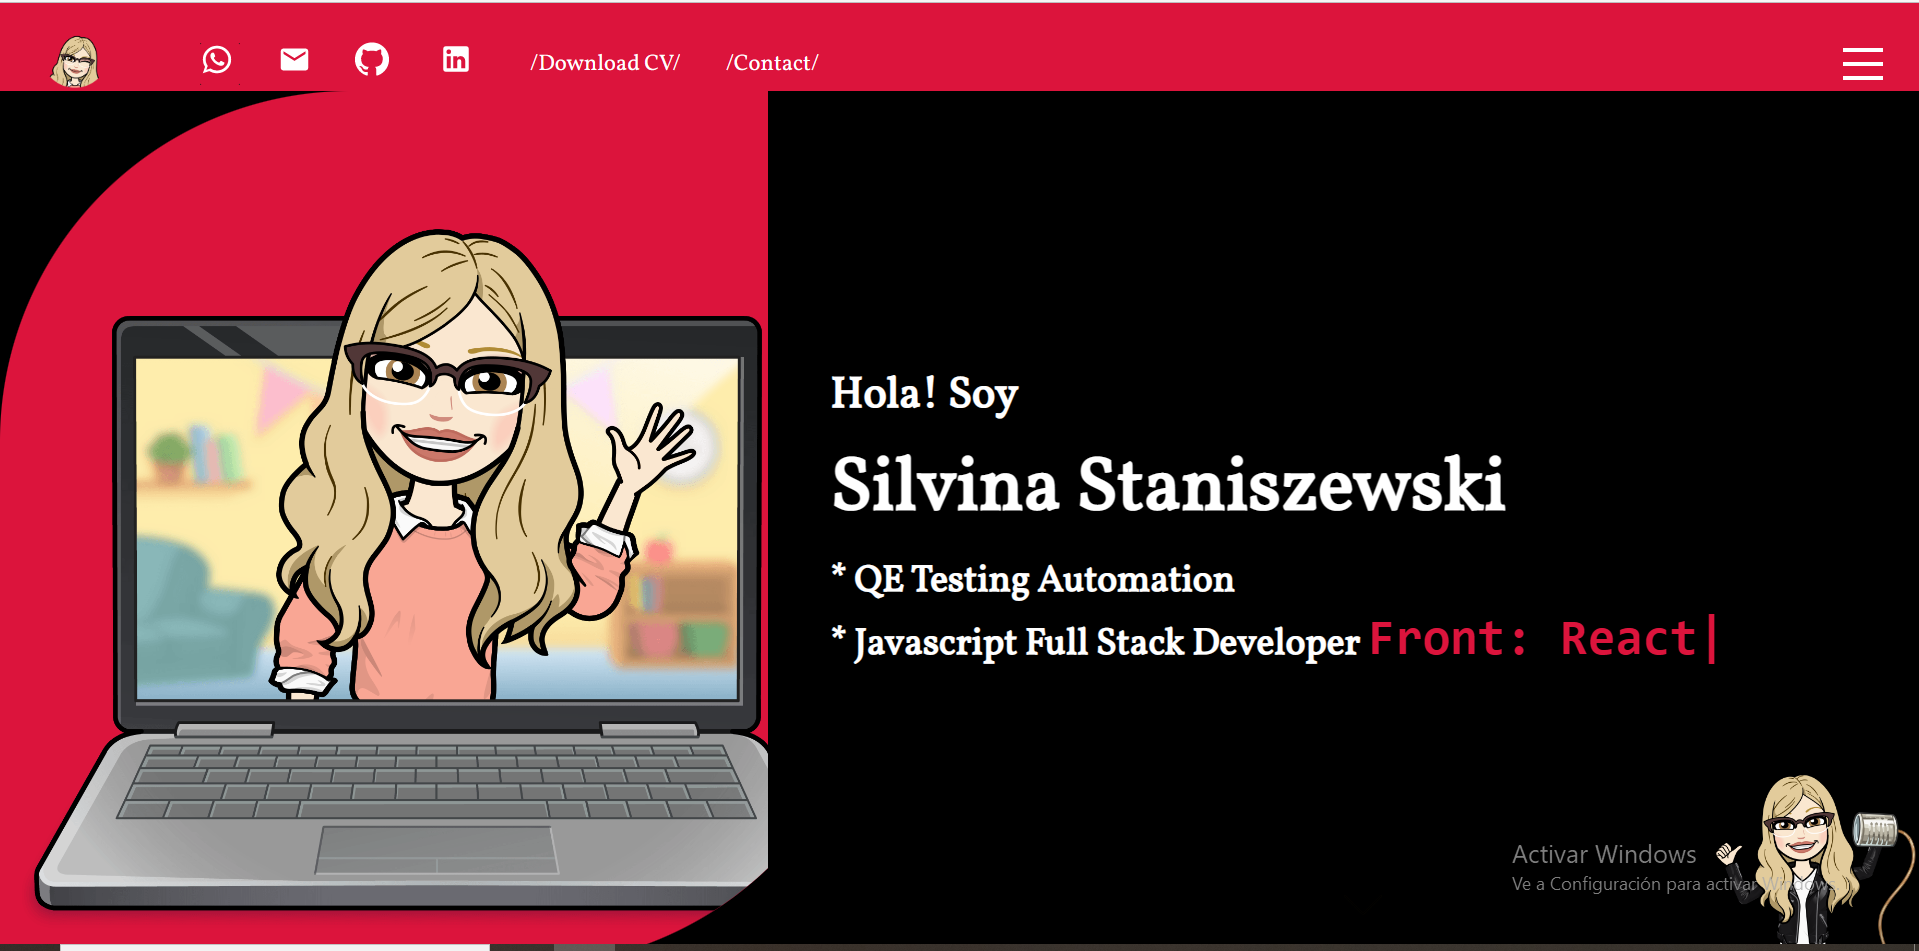 /Download CV/
/Contact/
Hola! Soy
Silvina Staniszewski
* QE Testing Automation
* Javascript Full Stack Developer Front: React|
Activar Windows
Ve a Configuración para activar Windows.